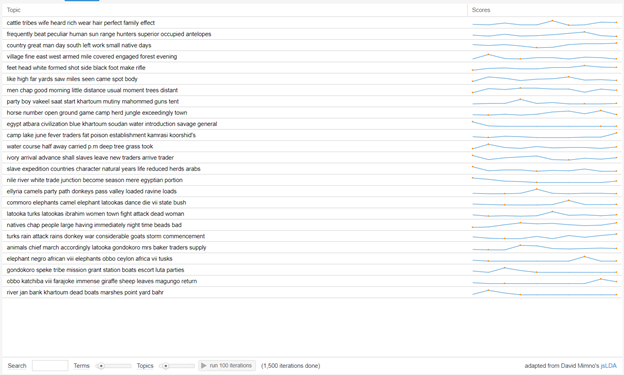 Topic Scores
cattle tribes wife heard rich wear hair perfect family effect
frequently beat peculiar human sun range hunters superior occupied antelopes
country great man day south left work small native days
village fine east west armed mile covered engaged forest evening
feet head white formed shot side black foot make rifle
like high far yards saw miles seen came spot body
men chap good morning little distance usual moment trees distant
party boy vakeel saat start khartoum mutiny mahommed guns tent
horse number open ground game camp herd jungle exceedingly town
egypt atbara civilization blue khartoum soudan water introduction savage general
camp lake june fever traders fat poison establishment kamrasi koorshid's
water course half away carried p m deep tree grass took
ivory arrival advance shall slaves leave new traders arrive trader
slave expedition countries character natural years life reduced herds arabs
nile river white trade junction become season mere egyptian portion
ellyria camels party path donkeys pass valley loaded ravine loads
commoro elephants camel elephant latookas dance die vii state bush
latooka turks latookas ibrahim women town fight attack dead woman
natives chap people large having immediately night time beads bad
turks rain attack rains donkey war considerable goats storm commencement
animals chief march accordingly latooka gondokoro mrs baker traders supply
elephant negro african viii elephants obbo ceylon africa vi tusks
gondokoro speke tribe mission grant station boats escort luta parties
obbo katchiba viii farajoke immense giraffe sheep leaves magungo return
river jan bank khartoum dead boats marshes point yard bahr
Search Terms Topics run 100 iterations (1,500 iterations done) adapted from David Mimno's jsLDA